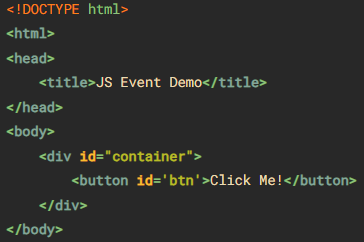 <!DOCTYPE html>
<html>
<head>
    <title>JS Event Demo</title>
</head>
<body>
    <div id="container">
        <button id='btn'>Click Me!</button>
    </div>
</body>